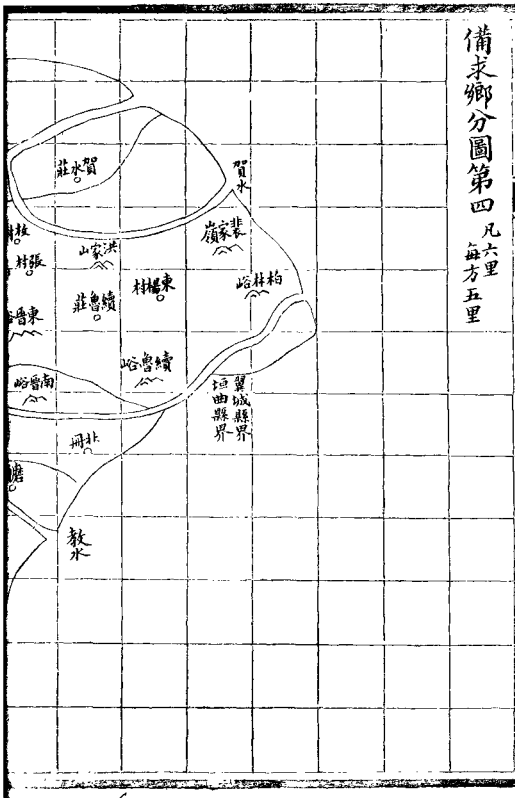 備求鄉分圖第四
凡六里
每方五里
賀水
賀水莊
裴家嶺
柏林峪
洪家山
東楊村
續魯莊
張村
續魯峪
南晉峪
翼城縣界
垣曲縣界
北册
教水